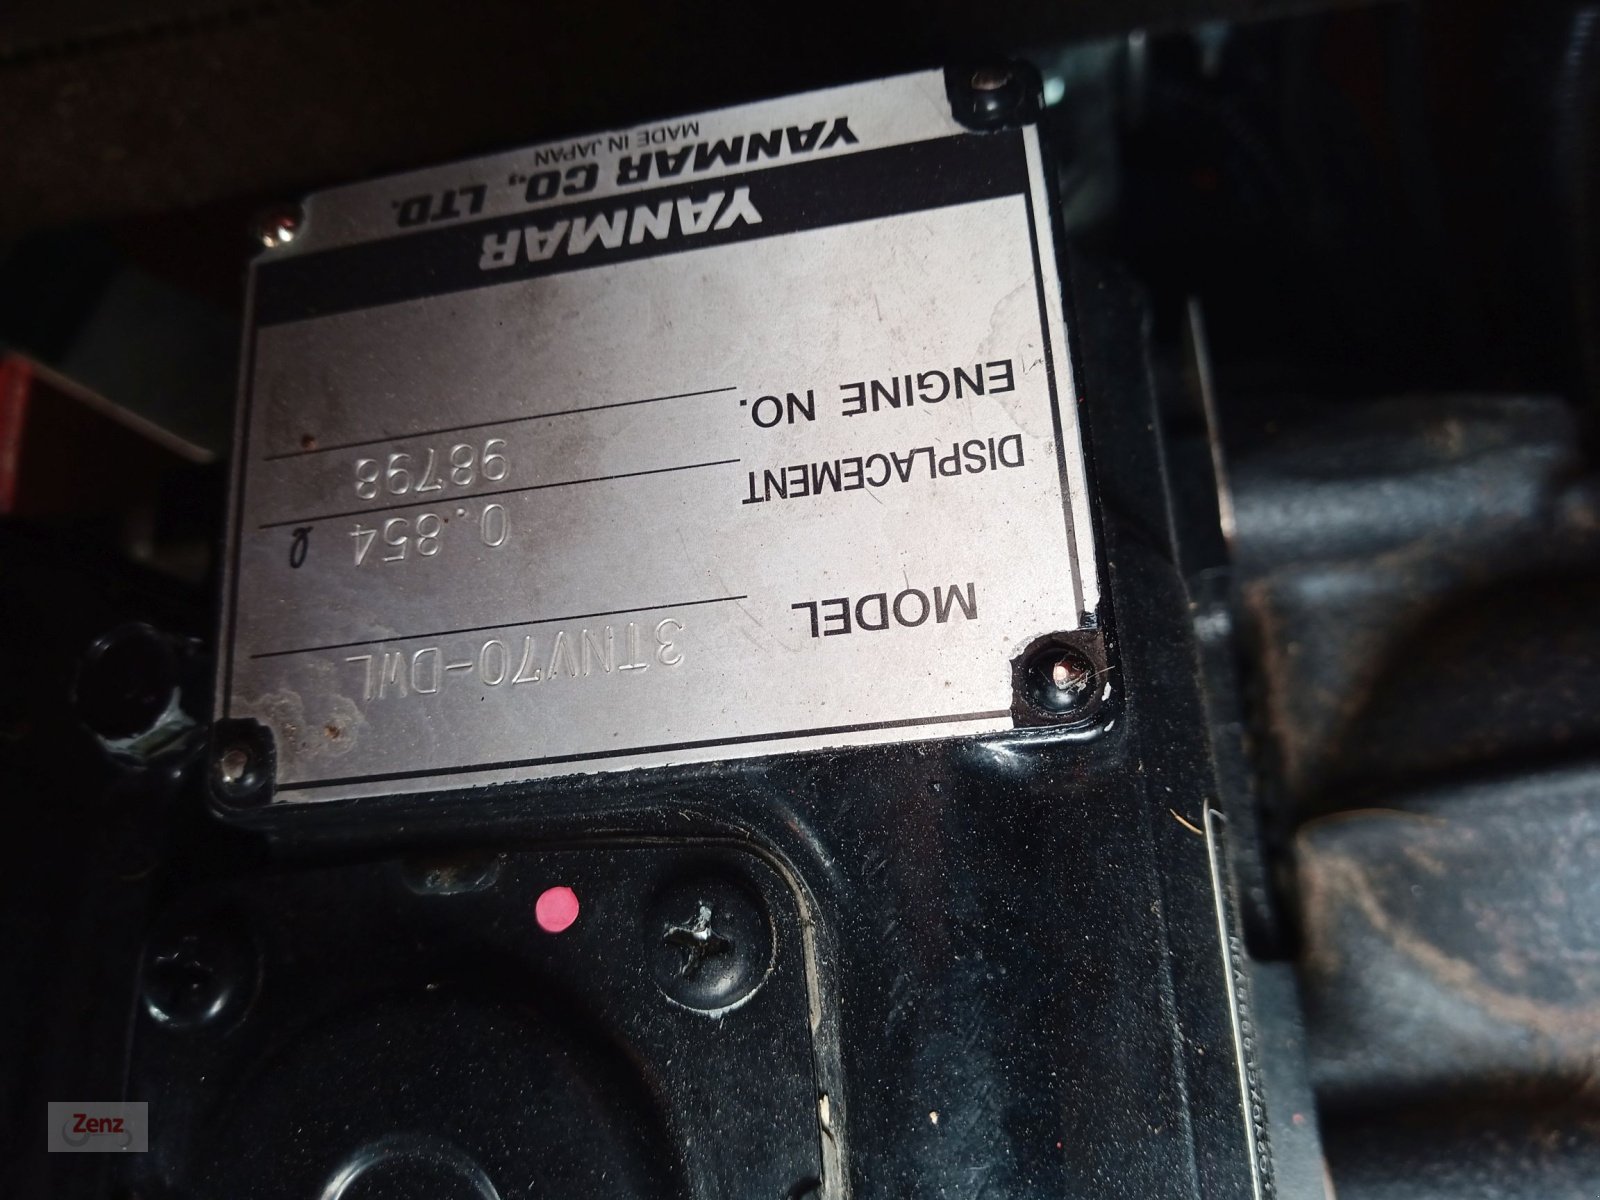 MODEL 3TNV70-DWL
DISPLACEMENT 0.854 ℓ
ENGINE NO. 98798
YANMAR
YANMAR CO., LTD.
MADE IN JAPAN
Zenz